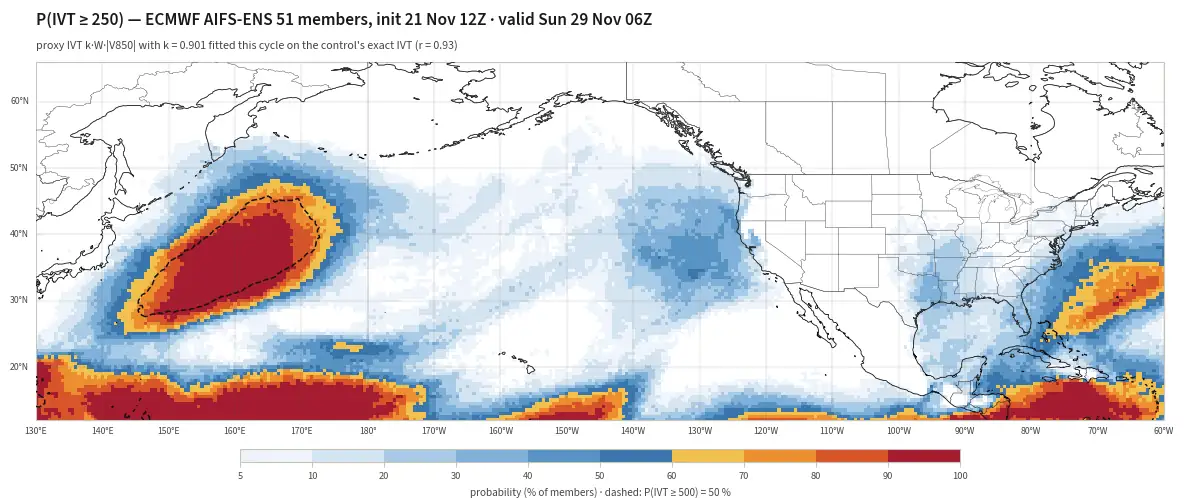 P(IVT ≥ 250) — ECMWF AIFS-ENS 51 members, init 21 Nov 12Z · valid Sun 29 Nov 06Z
proxy IVT k·W·|V850| with k = 0.901 fitted this cycle on the control's exact IVT (r = 0.93)
60°N
50°N
40°N
30°N
20°N
130°E 140°E 150°E 160°E 170°E 180° 170°W 160°W 150°W 140°W 130°W 120°W 110°W 100°W 90°W 80°W 70°W 60°W
5 10 20 30 40 50 60 70 80 90 100
probability (% of members) · dashed: P(IVT ≥ 500) = 50 %